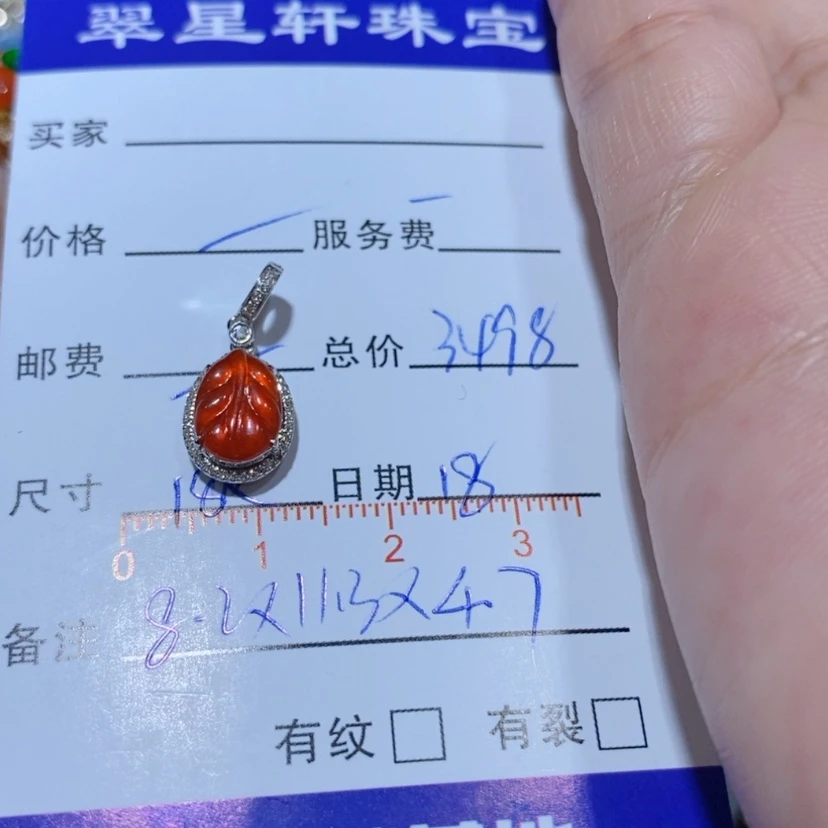 翠星轩珠宝
买家
价格 服务费
邮费 总价 3498
尺寸 18K 日期 18
0 1 2 3
备注 8.2X11.3X4.7
有纹 有裂